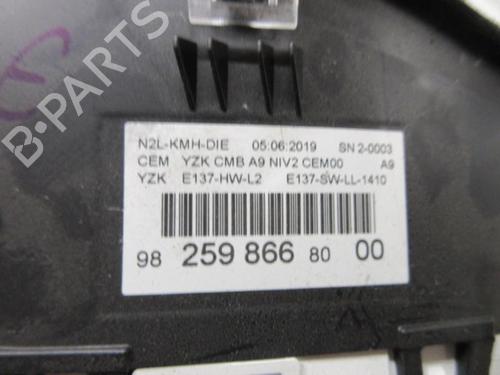 B-PARTS
N2L-KMH-DIE 05:06:2019 SN 2-0003
CEM YZK CMB A9 NIV2 CEM00 A9
YZK E137-HW-L2 E137-SW-LL-1410
98 259 866 80 00